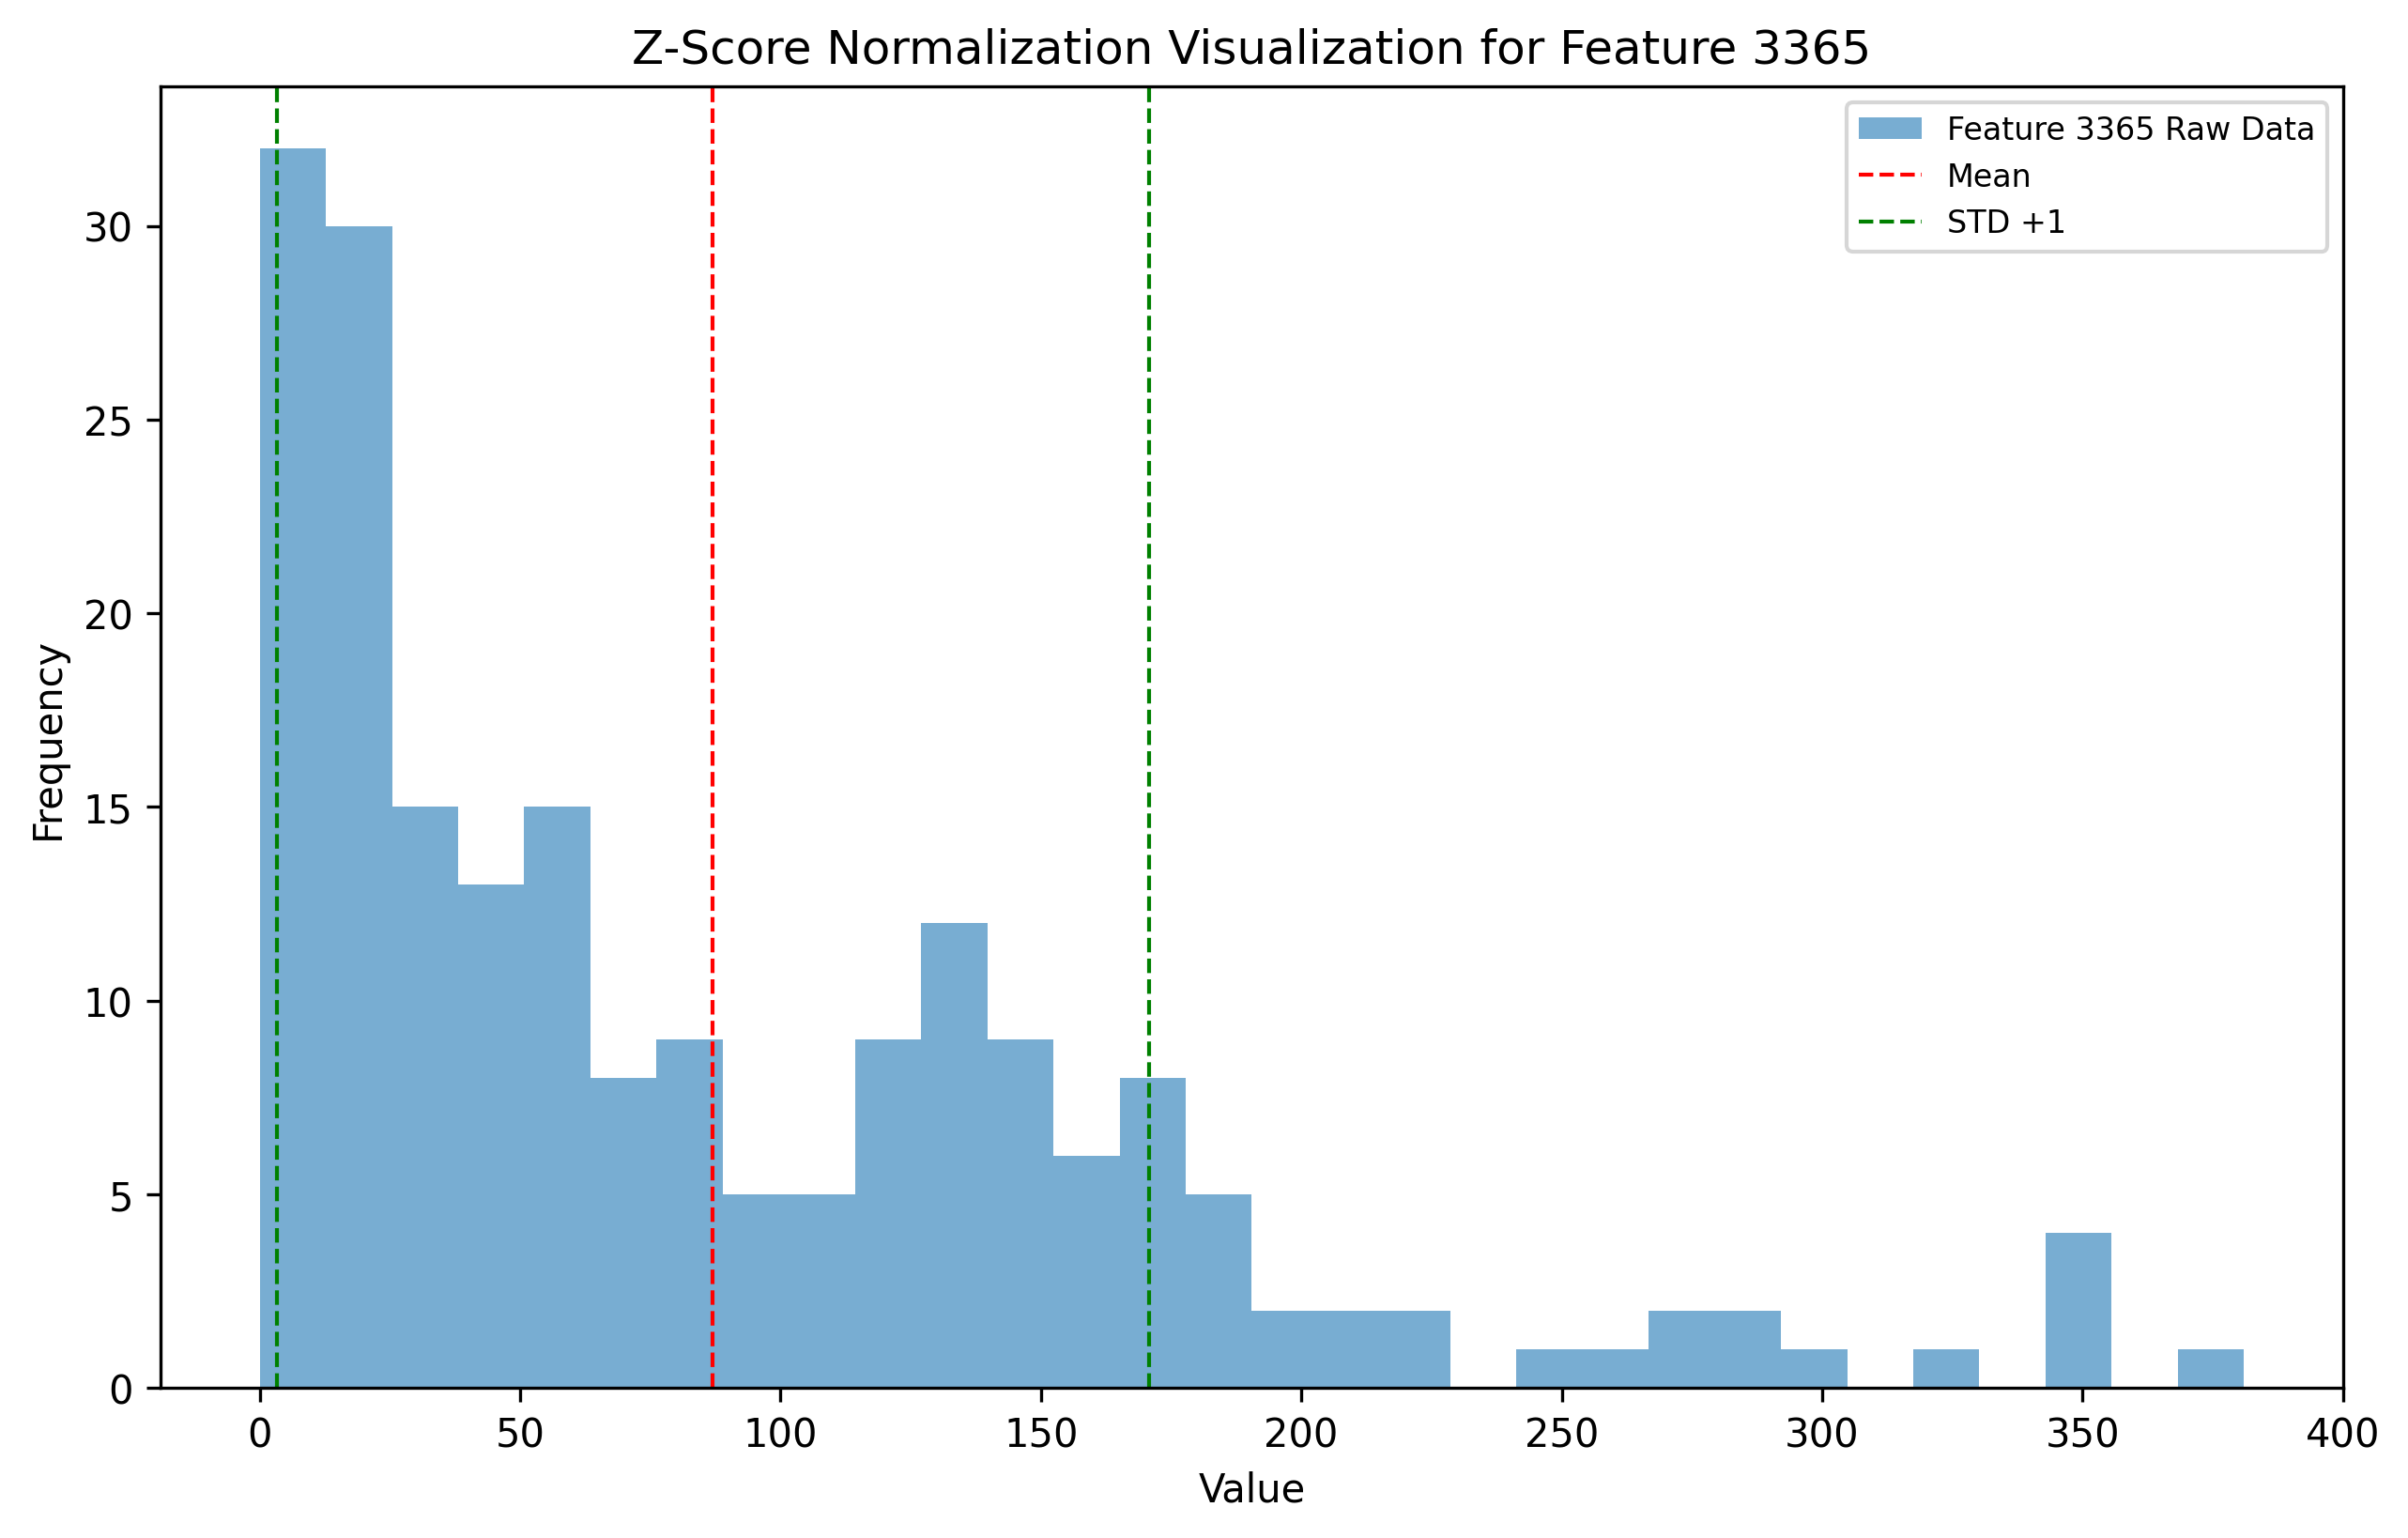 Z-Score Normalization Visualization for Feature 3365
Feature 3365 Raw Data
Mean
STD +1
Frequency
30
25
20
15
10
5
0
0 50 100 150 200 250 300 350 400
Value